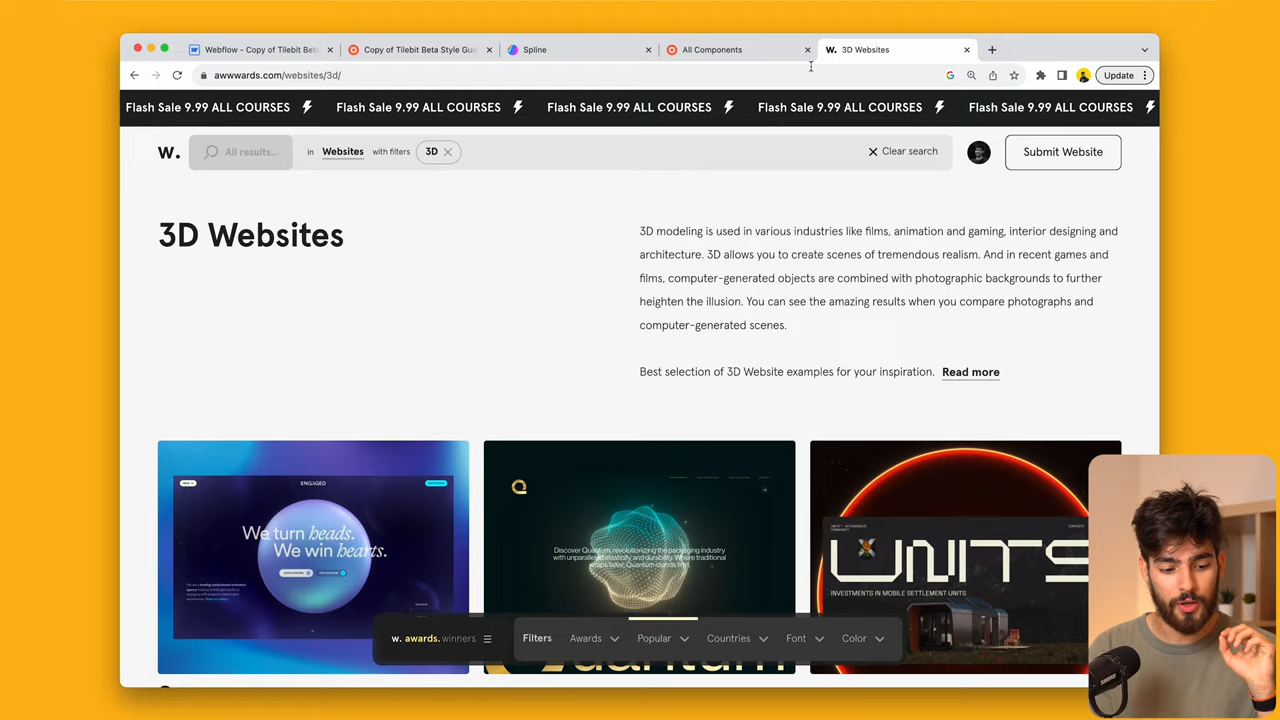 Webflow - Copy of Tilebit Beta
Copy of Tilebit Beta Style Guid
Spline
All Components
W. 3D Websites
awwwards.com/websites/3d/
Update
Flash Sale 9.99 ALL COURSES
Flash Sale 9.99 ALL COURSES
Flash Sale 9.99 ALL COURSES
Flash Sale 9.99 ALL COURSES
Flash Sale 9.99 ALL COURSES
W.
All results...
in Websites with filters 3D
Clear search
Submit Website
3D Websites
3D modeling is used in various industries like films, animation and gaming, interior designing and
architecture. 3D allows you to create scenes of tremendous realism. And in recent games and
films, computer-generated objects are combined with photographic backgrounds to further
heighten the illusion. You can see the amazing results when you compare photographs and
computer-generated scenes.
Best selection of 3D Website examples for your inspiration. Read more
ENGAGED
We turn heads.
We win hearts.
Discover Quantum, revolutionizing the packaging industry
with unparalleled elasticity and durability. Where traditional
wraps falter, Quantum stands firm.
UNITS
INVESTMENTS IN MOBILE SETTLEMENT UNITS
w. awards. winners
Filters
Awards
Popular
Countries
Font
Color